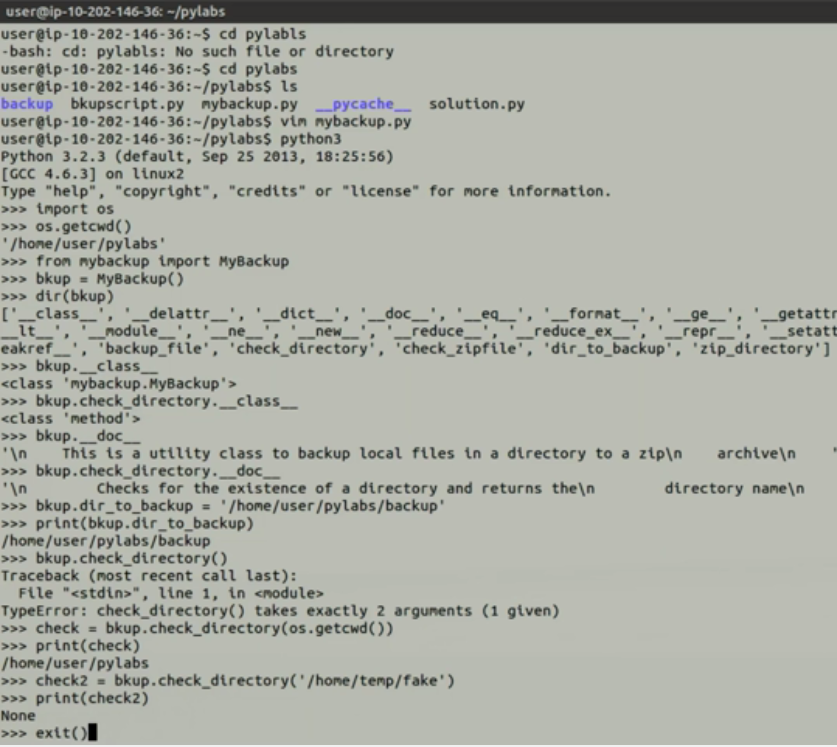 user@ip-10-202-146-36: ~/pylabs
user@ip-10-202-146-36:~$ cd pylabls
-bash: cd: pylabls: No such file or directory
user@ip-10-202-146-36:~$ cd pylabs
user@ip-10-202-146-36:~/pylabs$ ls
backup  bkupscript.py  mybackup.py  __pycache__  solution.py
user@ip-10-202-146-36:~/pylabs$ vim mybackup.py
user@ip-10-202-146-36:~/pylabs$ python3
Python 3.2.3 (default, Sep 25 2013, 18:25:56)
[GCC 4.6.3] on linux2
Type "help", "copyright", "credits" or "license" for more information.
>>> import os
>>> os.getcwd()
'/home/user/pylabs'
>>> from mybackup import MyBackup
>>> bkup = MyBackup()
>>> dir(bkup)
['__class__', '__delattr__', '__dict__', '__doc__', '__eq__', '__format__', '__ge__', '__getattr
__lt__', '__module__', '__ne__', '__new__', '__reduce__', '__reduce_ex__', '__repr__', '__setatt
eakref__', 'backup_file', 'check_directory', 'check_zipfile', 'dir_to_backup', 'zip_directory']
>>> bkup.__class__
<class 'mybackup.MyBackup'>
>>> bkup.check_directory.__class__
<class 'method'>
>>> bkup.__doc__
'\n    This is a utility class to backup local files in a directory to a zip\n    archive\n    '
>>> bkup.check_directory.__doc__
'\n        Checks for the existence of a directory and returns the\n        directory name\n
>>> bkup.dir_to_backup = '/home/user/pylabs/backup'
>>> print(bkup.dir_to_backup)
/home/user/pylabs/backup
>>> bkup.check_directory()
Traceback (most recent call last):
  File "<stdin>", line 1, in <module>
TypeError: check_directory() takes exactly 2 arguments (1 given)
>>> check = bkup.check_directory(os.getcwd())
>>> print(check)
/home/user/pylabs
>>> check2 = bkup.check_directory('/home/temp/fake')
>>> print(check2)
None
>>> exit()